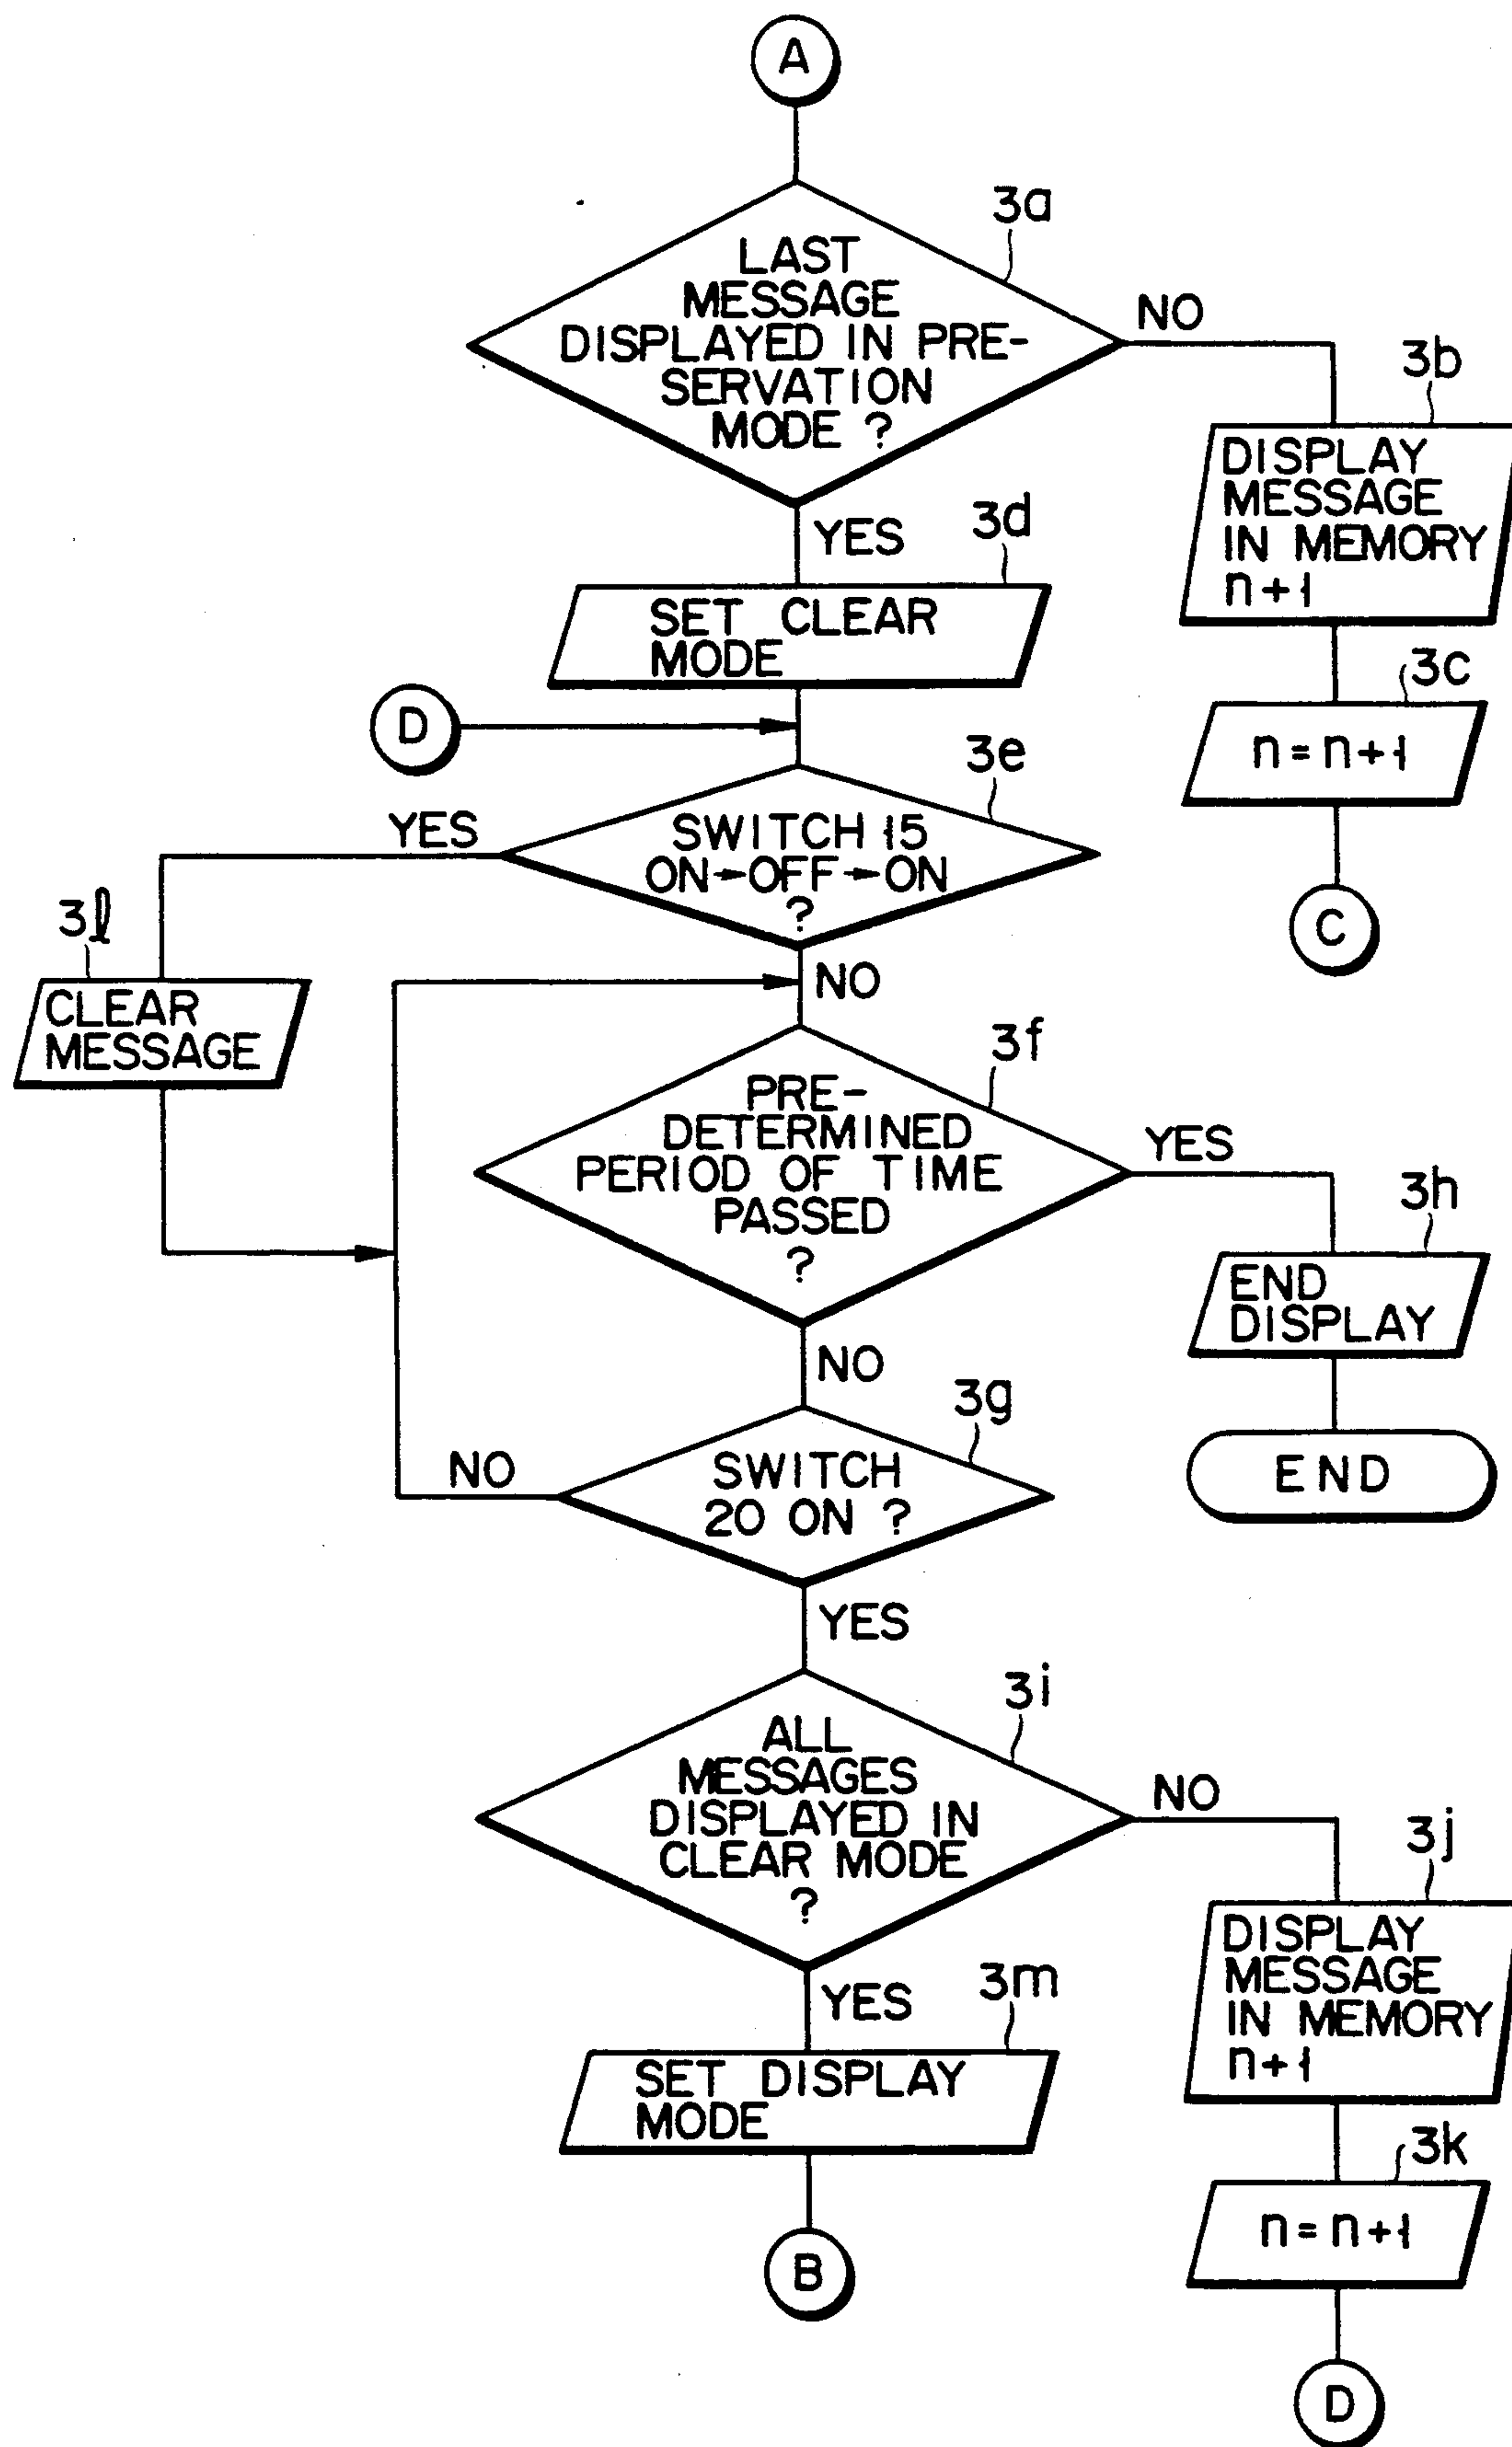 A
3a
LAST
MESSAGE
DISPLAYED IN PRE-
SERVATION
MODE ?
NO
3b
DISPLAY
MESSAGE
IN MEMORY
n+1
YES
3d
SET CLEAR
MODE
3c
n=n+1
C
D
3e
SWITCH 15
ON→OFF→ON
?
YES
3l
CLEAR
MESSAGE
NO
3f
PRE-
DETERMINED
PERIOD OF TIME
PASSED
?
YES
3h
END
DISPLAY
END
NO
3g
SWITCH
20 ON ?
NO
YES
3i
ALL
MESSAGES
DISPLAYED IN
CLEAR MODE
?
NO
3j
DISPLAY
MESSAGE
IN MEMORY
n+1
YES
3m
SET DISPLAY
MODE
3k
n=n+1
B
D